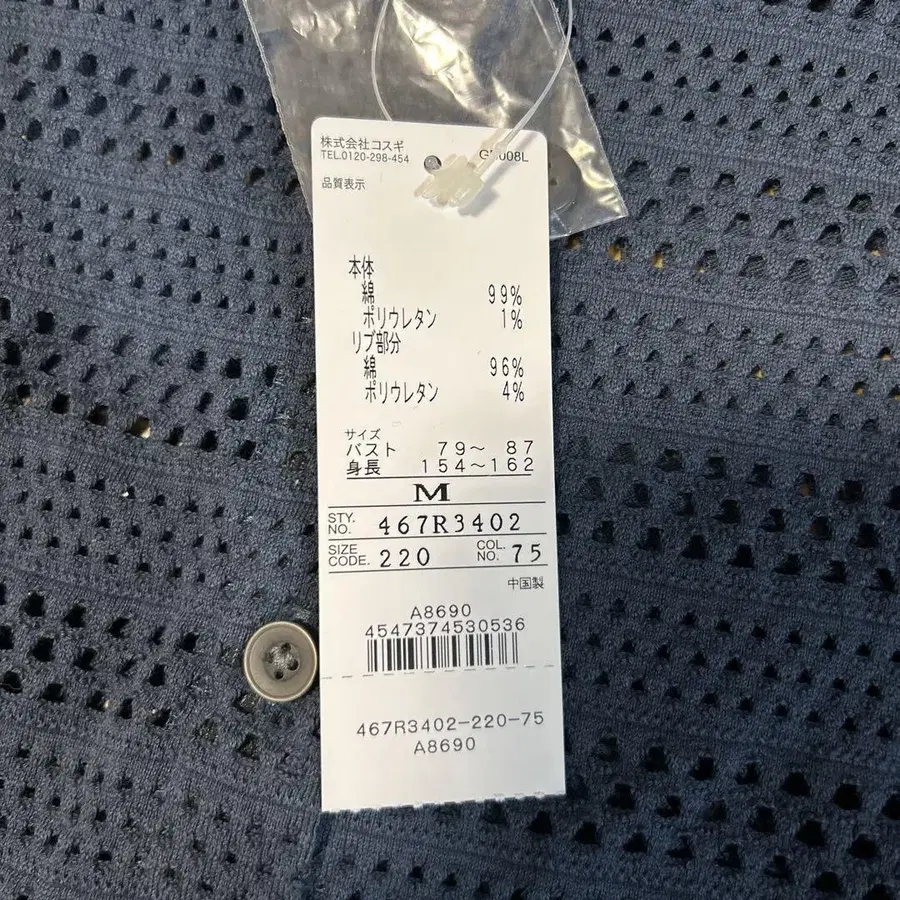 株式会社コスギ
TEL.0120-298-454
品質表示
本体
綿 99%
ポリウレタン 1%
リブ部分
綿 96%
ポリウレタン 4%
サイズ
バスト 79〜 87
身長 154〜162
M
STY. NO. 467R3402
SIZE CODE. 220 COL. NO. 75
中国製
A8690
4547374530536
467R3402-220-75
A8690